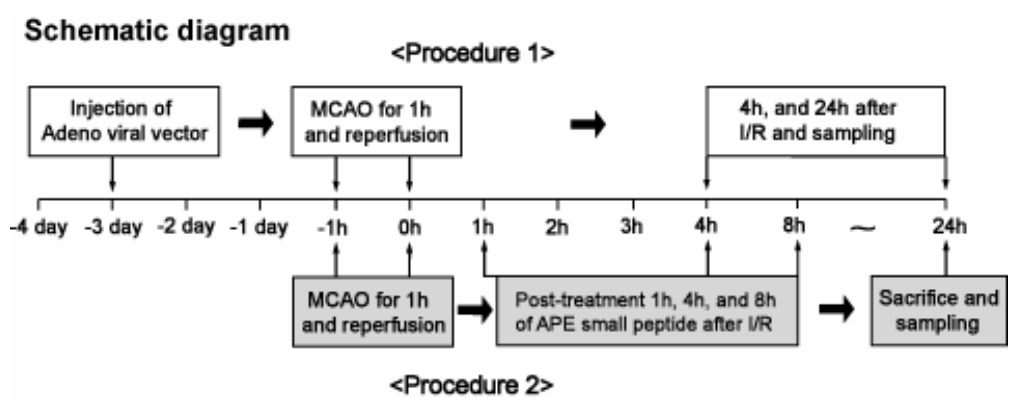 Schematic diagram
<Procedure 1>
Injection of
Adeno viral vector
MCAO for 1h
and reperfusion
4h, and 24h after
I/R and sampling
-4 day -3 day -2 day -1 day -1h 0h 1h 2h 3h 4h 8h ~ 24h
MCAO for 1h
and reperfusion
Post-treatment 1h, 4h, and 8h
of APE small peptide after I/R
Sacrifice and
sampling
<Procedure 2>